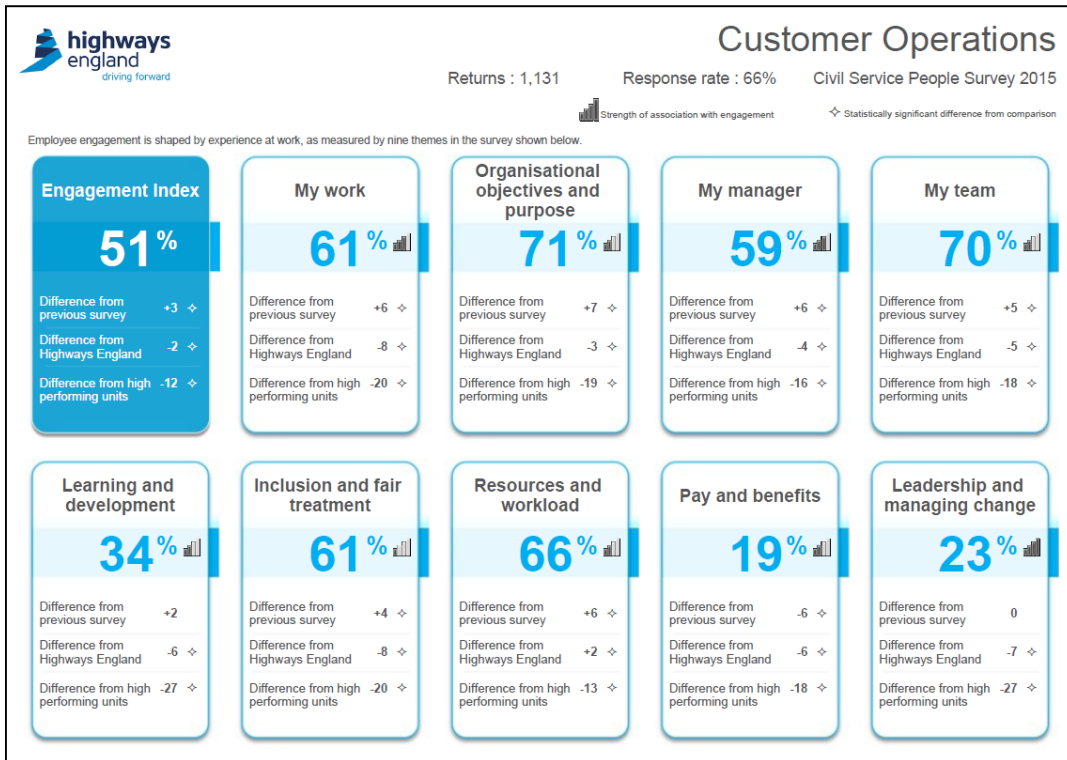 highways
england
driving forward
Customer Operations
Returns : 1,131 Response rate : 66% Civil Service People Survey 2015
Strength of association with engagement ✧ Statistically significant difference from comparison
Employee engagement is shaped by experience at work, as measured by nine themes in the survey shown below.
Engagement Index
51%
Difference from
previous survey +3 ✧
Difference from
Highways England -2 ✧
Difference from high
performing units -12 ✧
My work
61%
Difference from
previous survey +6 ✧
Difference from
Highways England -8 ✧
Difference from high
performing units -20 ✧
Organisational
objectives and
purpose
71%
Difference from
previous survey +7 ✧
Difference from
Highways England -3 ✧
Difference from high
performing units -19 ✧
My manager
59%
Difference from
previous survey +6 ✧
Difference from
Highways England -4 ✧
Difference from high
performing units -16 ✧
My team
70%
Difference from
previous survey +5 ✧
Difference from
Highways England -5 ✧
Difference from high
performing units -18 ✧
Learning and
development
34%
Difference from
previous survey +2
Difference from
Highways England -6 ✧
Difference from high
performing units -27 ✧
Inclusion and fair
treatment
61%
Difference from
previous survey +4 ✧
Difference from
Highways England -8 ✧
Difference from high
performing units -20 ✧
Resources and
workload
66%
Difference from
previous survey +6 ✧
Difference from
Highways England +2 ✧
Difference from high
performing units -13 ✧
Pay and benefits
19%
Difference from
previous survey -6 ✧
Difference from
Highways England -6 ✧
Difference from high
performing units -18 ✧
Leadership and
managing change
23%
Difference from
previous survey 0
Difference from
Highways England -7 ✧
Difference from high
performing units -27 ✧